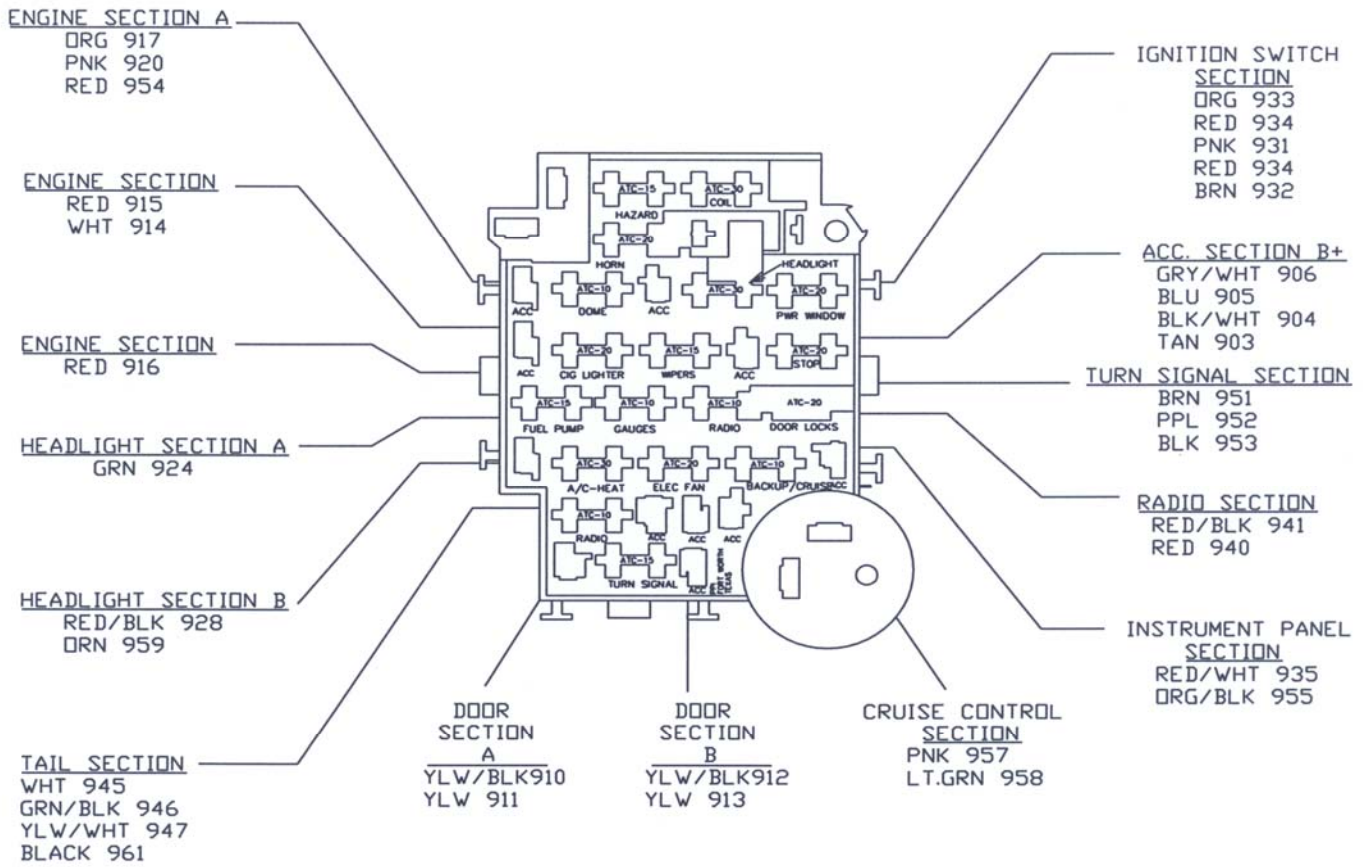 ENGINE SECTION A
ORG 917
PNK 920
RED 954
ENGINE SECTION
RED 915
WHT 914
ENGINE SECTION
RED 916
HEADLIGHT SECTION A
GRN 924
HEADLIGHT SECTION B
RED/BLK 928
ORN 959
TAIL SECTION
WHT 945
GRN/BLK 946
YLW/WHT 947
BLACK 961
ATC-15
ATC-30
COIL
HAZARD
ATC-20
HORN
HEADLIGHT
ATC-10
ATC-30
ATC-20
ACC
DOME
ACC
PWR WINDOW
ATC-20
ATC-15
ATC-20
STOP
ACC
CIG LIGHTER
WIPERS
ACC
ATC-15
ATC-10
ATC-10
ATC-20
FUEL PUMP
GAUGES
RADIO
DOOR LOCKS
ATC-30
ATC-20
ATC-10
A/C-HEAT
ELEC FAN
BACKUP/CRUISE
ACC
ATC-10
RADIO
ACC
ACC
ACC
ATC-15
TURN SIGNAL
ACC
FORT WORTH
TEXAS
DOOR
SECTION
A
YLW/BLK910
YLW 911
DOOR
SECTION
B
YLW/BLK912
YLW 913
CRUISE CONTROL
SECTION
PNK 957
LT.GRN 958
IGNITION SWITCH
SECTION
ORG 933
RED 934
PNK 931
RED 934
BRN 932
ACC. SECTION B+
GRY/WHT 906
BLU 905
BLK/WHT 904
TAN 903
TURN SIGNAL SECTION
BRN 951
PPL 952
BLK 953
RADIO SECTION
RED/BLK 941
RED 940
INSTRUMENT PANEL
SECTION
RED/WHT 935
ORG/BLK 955